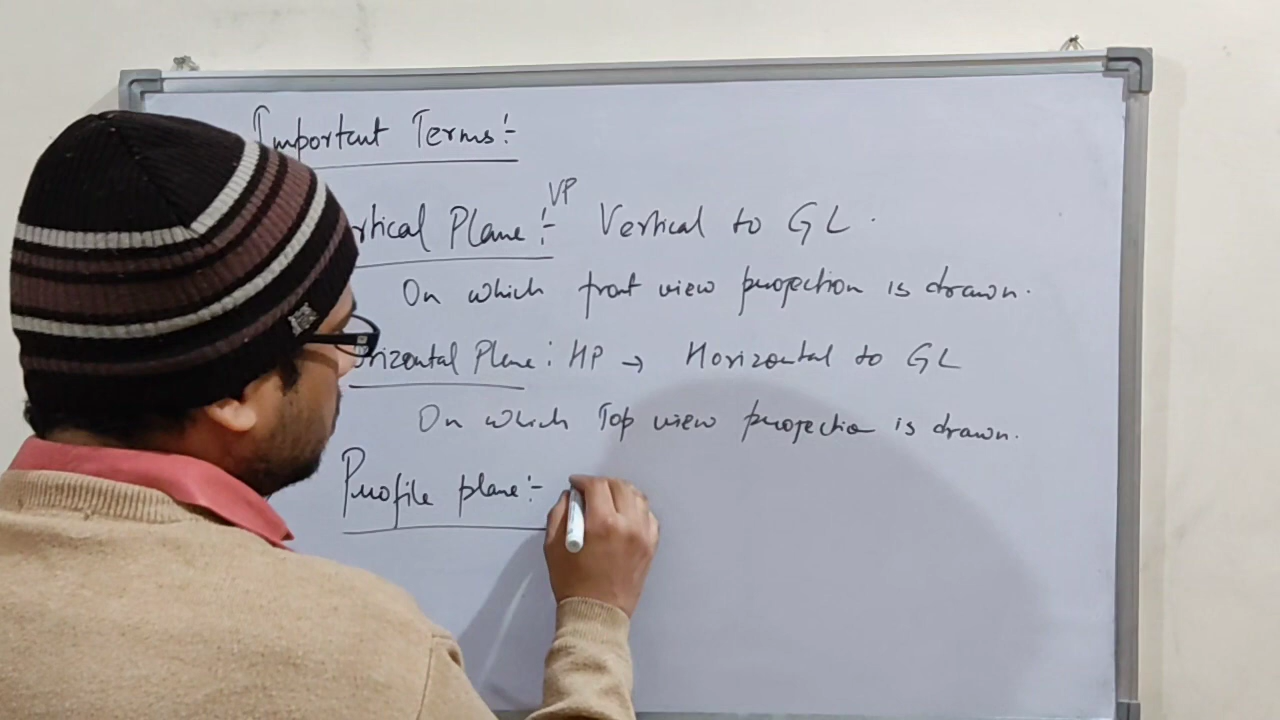 Important Terms:-
VP
rtical Plane :- Vertical to GL.
On which front view projection is drawn.
orizontal Plane : HP → Horizontal to GL
On which Top view projection is drawn.
Profile plane:-